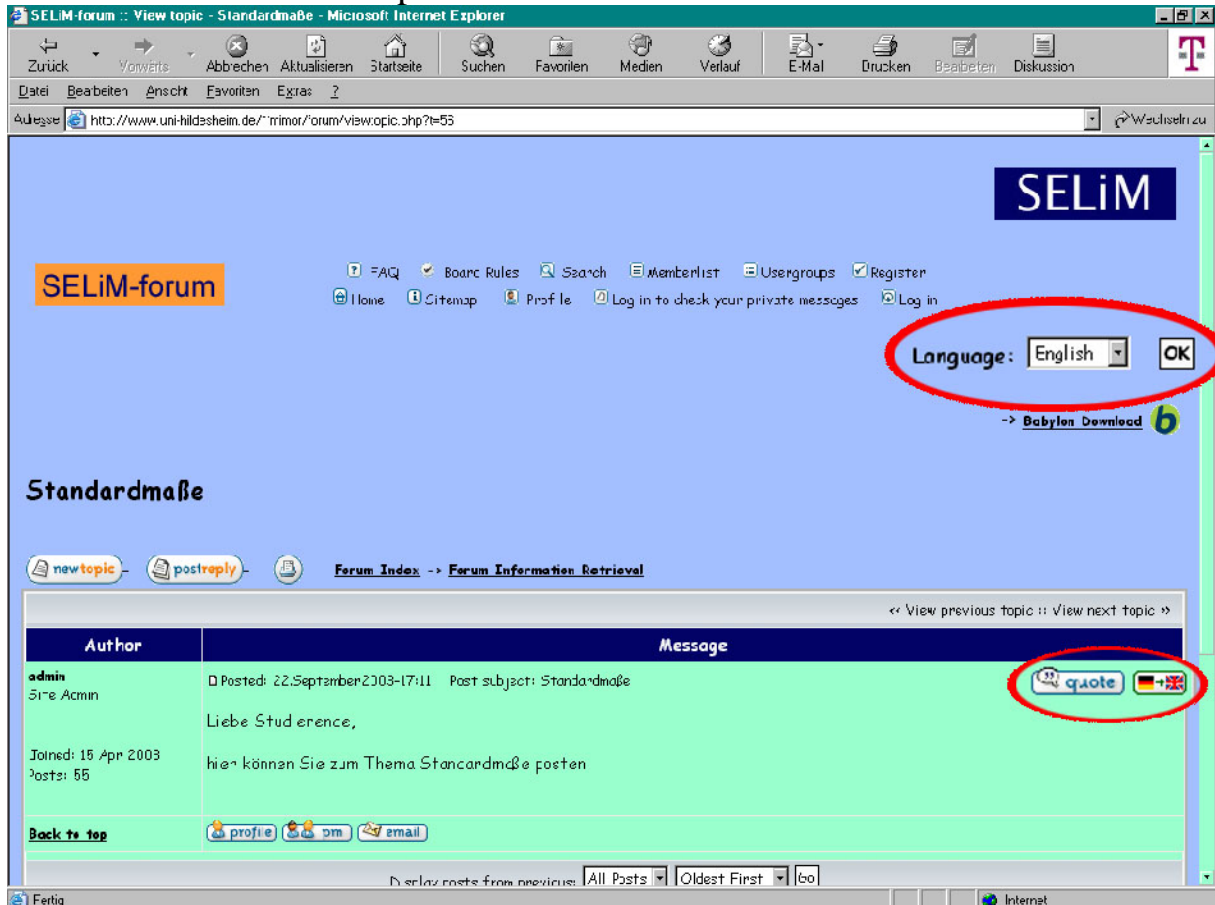 SELiM-forum :: View topic - Standardmaße - Microsoft Internet Explorer
Zurück Vorwärts Abbrechen Aktualisieren Startseite Suchen Favoriten Medien Verlauf E-Mail Drucken Bearbeiten Diskussion
Datei Bearbeiten Ansicht Favoriten Extras ?
Adresse Wechseln zu
SELiM
SELiM-forum
FAQ Board Rules Search Memberlist Usergroups Register
Home Sitemap Profile Log in to check your private messages Log in
Language: English OK
-> Babylon Download
Standardmaße
newtopic postreply Forum Index -> Forum Information Retrieval
« View previous topic :: View next topic »
Author Message
admin
Site Admin
Joined: 15 Apr 2003
Posts: 55
Posted: 22.September2003-17:11 Post subject: Standardmaße
quote
Liebe
hier können Sie zum Thema Standardmaße posten
Back to top
profile pm email
Display posts from previous: All Posts Oldest First Go
Fertig Internet